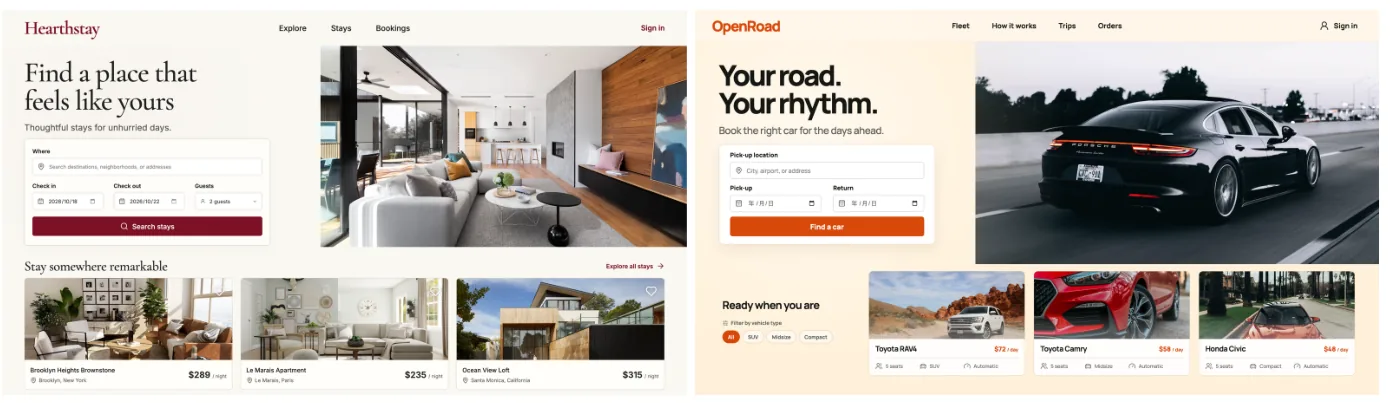 Hearthstay
Explore Stays Bookings
Sign in
Find a place that
feels like yours
Thoughtful stays for unhurried days.
Where
Search destinations, neighborhoods, or addresses
Check in Check out Guests
2026/10/18 2026/10/22 2 guests
Search stays
Stay somewhere remarkable
Explore all stays →
Brooklyn Heights Brownstone
Brooklyn, New York
$289 / night
Le Marais Apartment
Le Marais, Paris
$235 / night
Ocean View Loft
Santa Monica, California
$315 / night
OpenRoad
Fleet How it works Trips Orders
Sign in
Your road.
Your rhythm.
Book the right car for the days ahead.
Pick-up location
City, airport, or address
Pick-up Return
年/月/日 年/月/日
Find a car
PORSCHE
Ready when you are
Filter by vehicle type
All SUV Midsize Compact
Toyota RAV4 $72 / day
5 seats SUV Automatic
Toyota Camry $58 / day
5 seats Midsize Automatic
Honda Civic $48 / day
5 seats Compact Automatic